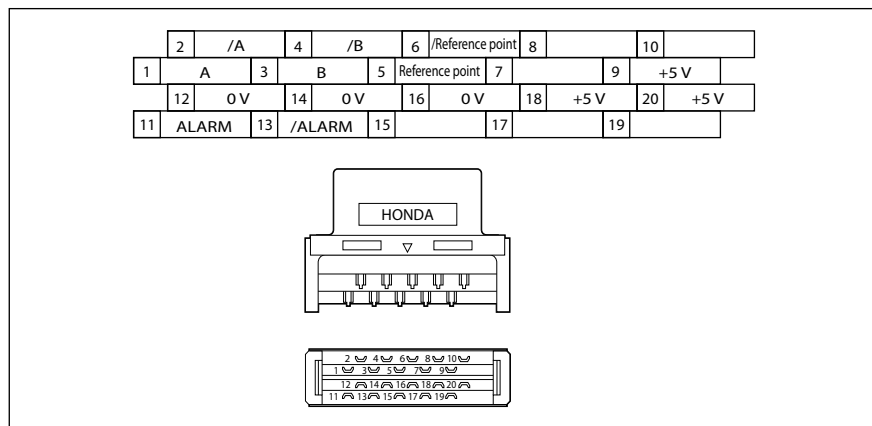 2 /A 4 /B 6 /Reference point 8 10
1 A 3 B 5 Reference point 7 9 +5 V
12 0 V 14 0 V 16 0 V 18 +5 V 20 +5 V
11 ALARM 13 /ALARM 15 17 19
HONDA
2 4 6 8 10
1 3 5 7 9
12 14 16 18 20
11 13 15 17 19